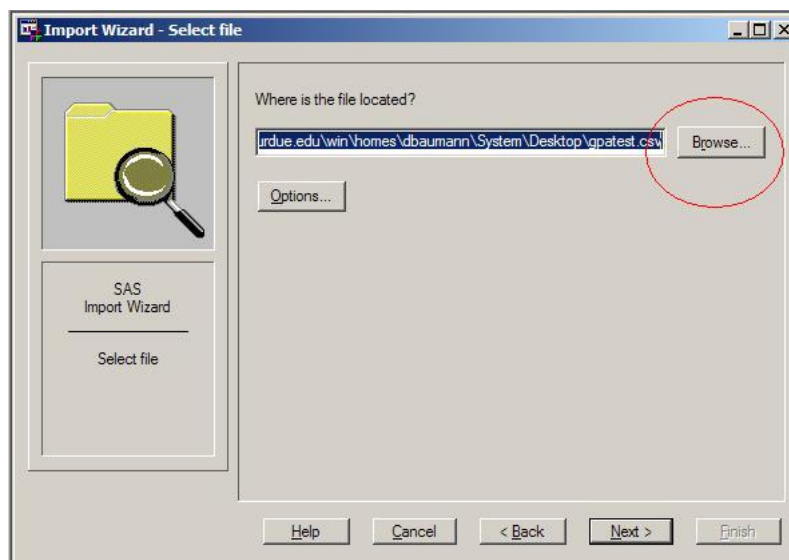 Import Wizard - Select file
Where is the file located?
urdue.edu\win\homes\dbaumann\System\Desktop\gpatest.csv
Browse...
Options...
SAS
Import Wizard
Select file
Help
Cancel
< Back
Next >
Finish